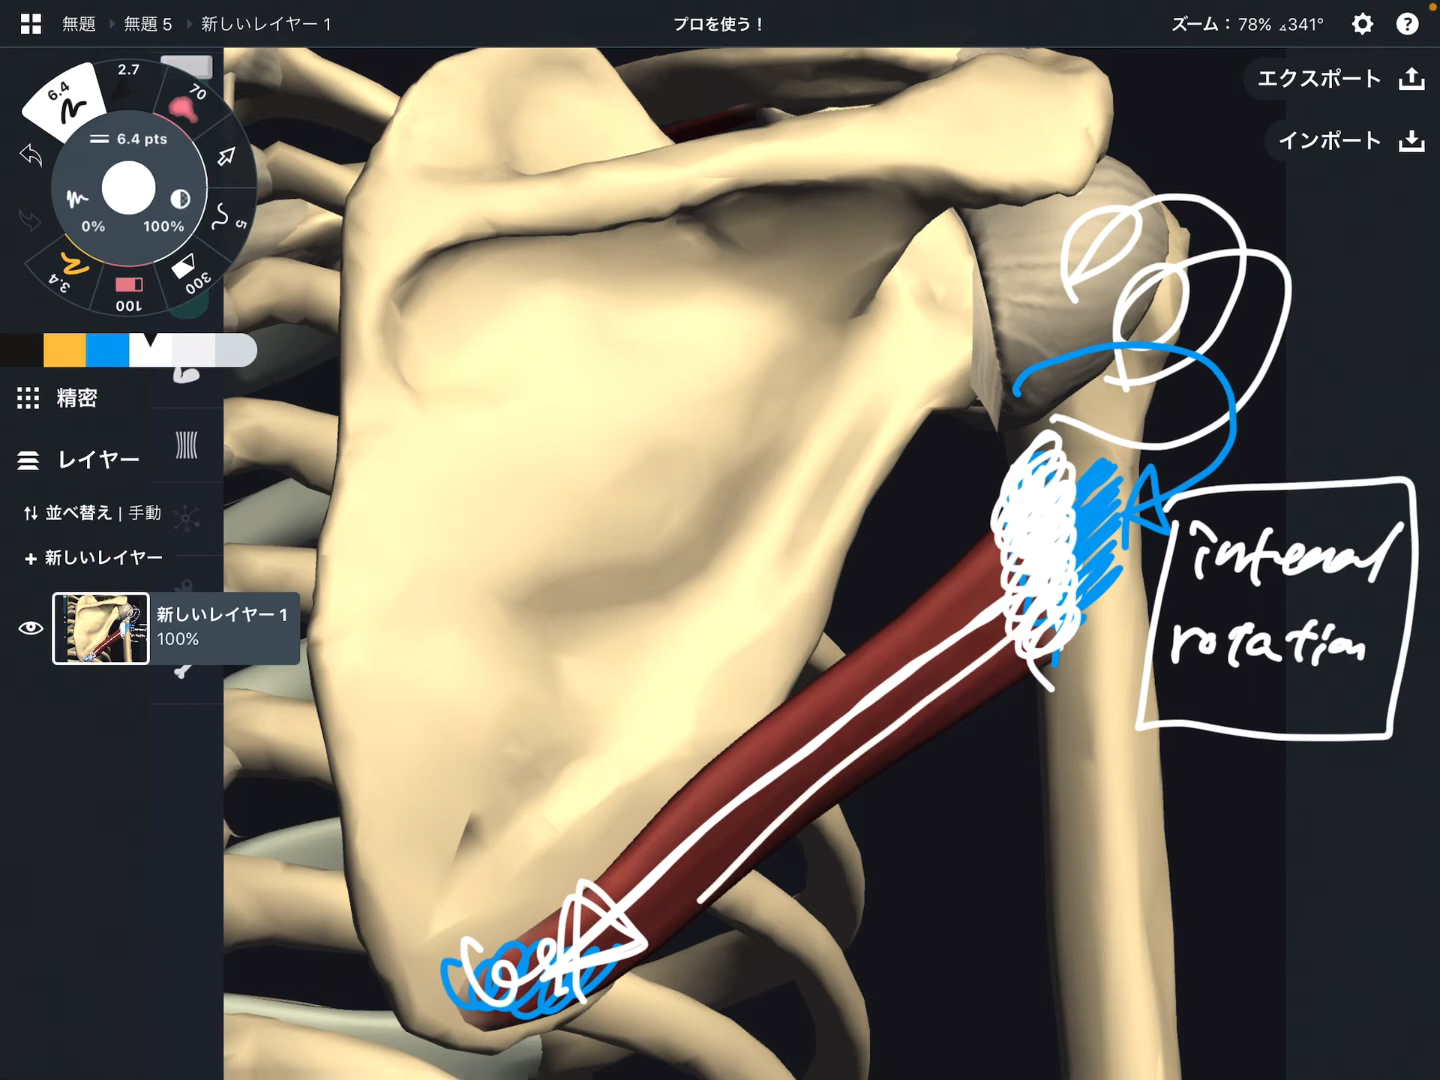 無題 無題 5 新しいレイヤー 1
プロを使う！
ズーム： 78% ⦟341°
エクスポート
インポート
2.7
6.4
70
6.4 pts
5
0% 100%
3.4
300
100
精密
レイヤー
並べ替え | 手動
+ 新しいレイヤー
新しいレイヤー 1
100%
internal
rotation